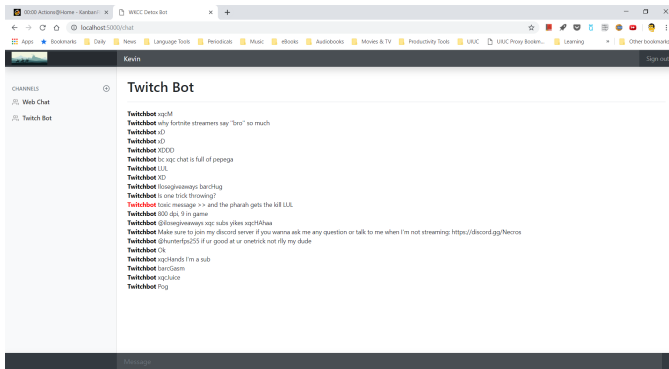 00:00 Actions@Home - Kanban
WKCC Detox Bot
localhost:5000/chat
Apps Bookmarks Daily News Language Tools Periodicals Music eBooks Audiobooks Movies & TV Productivity Tools UIUC UIUC Proxy Bookm... Learning Other bookmarks
Kevin
Sign out
CHANNELS
Web Chat
Twitch Bot
Twitch Bot
Twitchbot xqcM
Twitchbot why fortnite streamers say "bro" so much
Twitchbot xD
Twitchbot xD
Twitchbot XDDD
Twitchbot bc xqc chat is full of pepega
Twitchbot LUL
Twitchbot XD
Twitchbot Ilosegiveaways barcHug
Twitchbot Is one trick throwing?
Twitchbot toxic message >> and the pharah gets the kill LUL
Twitchbot 800 dpi, 9 in game
Twitchbot @ilosegiveaways xqc subs yikes xqcHAhaa
Twitchbot Make sure to join my discord server if you wanna ask me any question or talk to me when I'm not streaming: https://discord.gg/Necros
Twitchbot @hunterfps255 if ur good at ur onetrick not rlly my dude
Twitchbot Ok
Twitchbot xqcHands I'm a sub
Twitchbot barcGasm
Twitchbot xqcJuice
Twitchbot Pog
Message